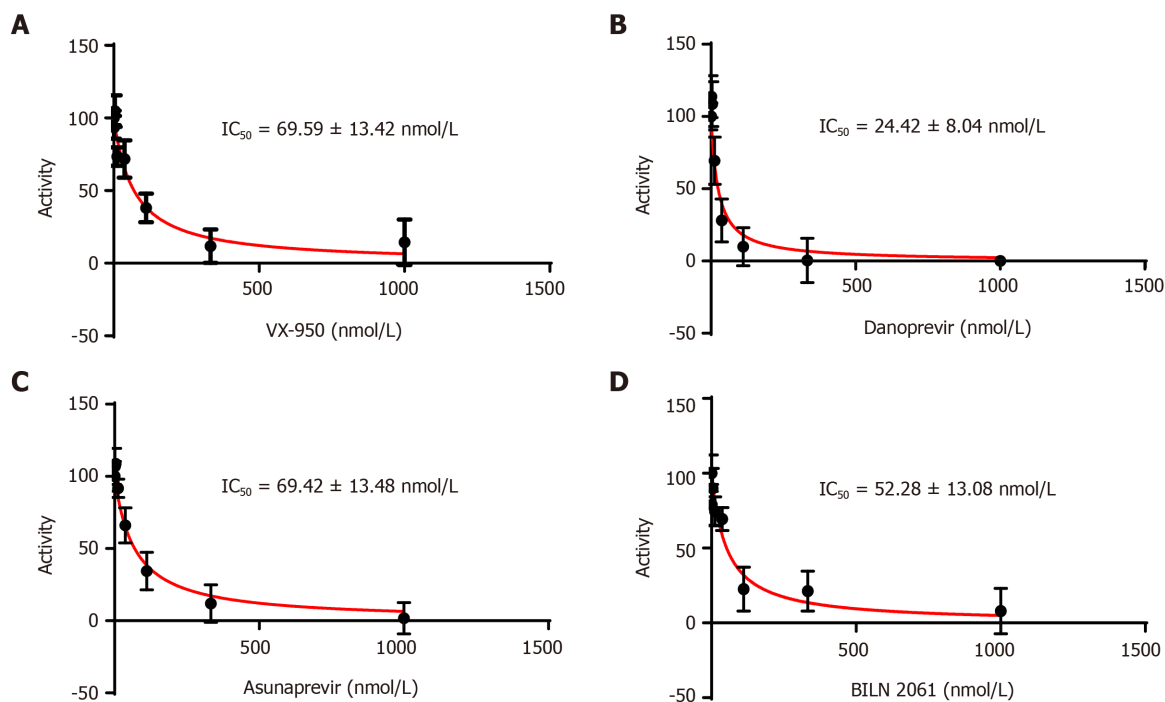 A
150
100
50
0
-50
Activity
IC50 = 69.59 ± 13.42 nmol/L
500
1000
1500
VX-950 (nmol/L)
B
150
100
50
0
-50
Activity
IC50 = 24.42 ± 8.04 nmol/L
500
1000
1500
Danoprevir (nmol/L)
C
150
100
50
0
-50
Activity
IC50 = 69.42 ± 13.48 nmol/L
500
1000
1500
Asunaprevir (nmol/L)
D
150
100
50
0
-50
Activity
IC50 = 52.28 ± 13.08 nmol/L
500
1000
1500
BILN 2061 (nmol/L)